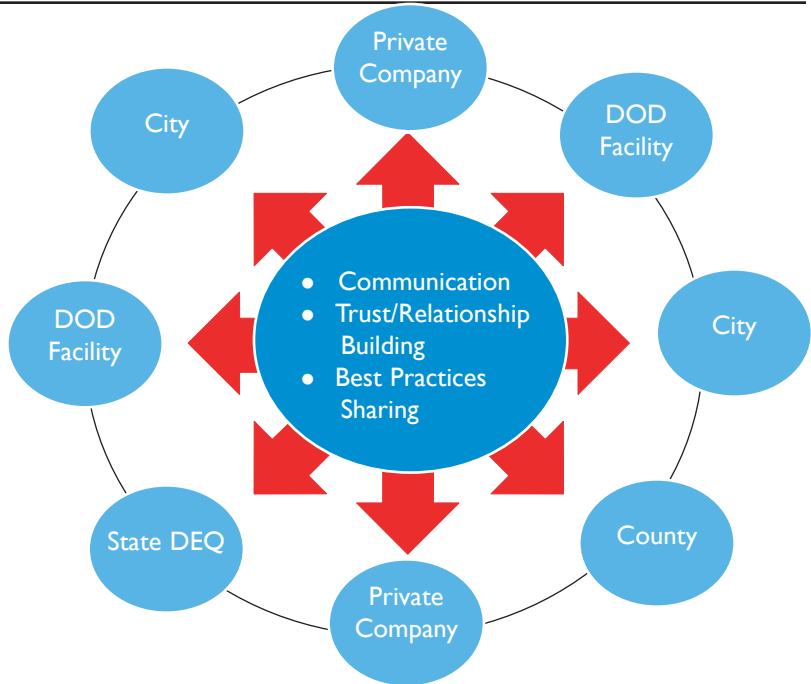 Private
Company
City
DOD
Facility
● Communication
● Trust/Relationship
Building
● Best Practices
Sharing
DOD
Facility
City
State DEQ
County
Private
Company